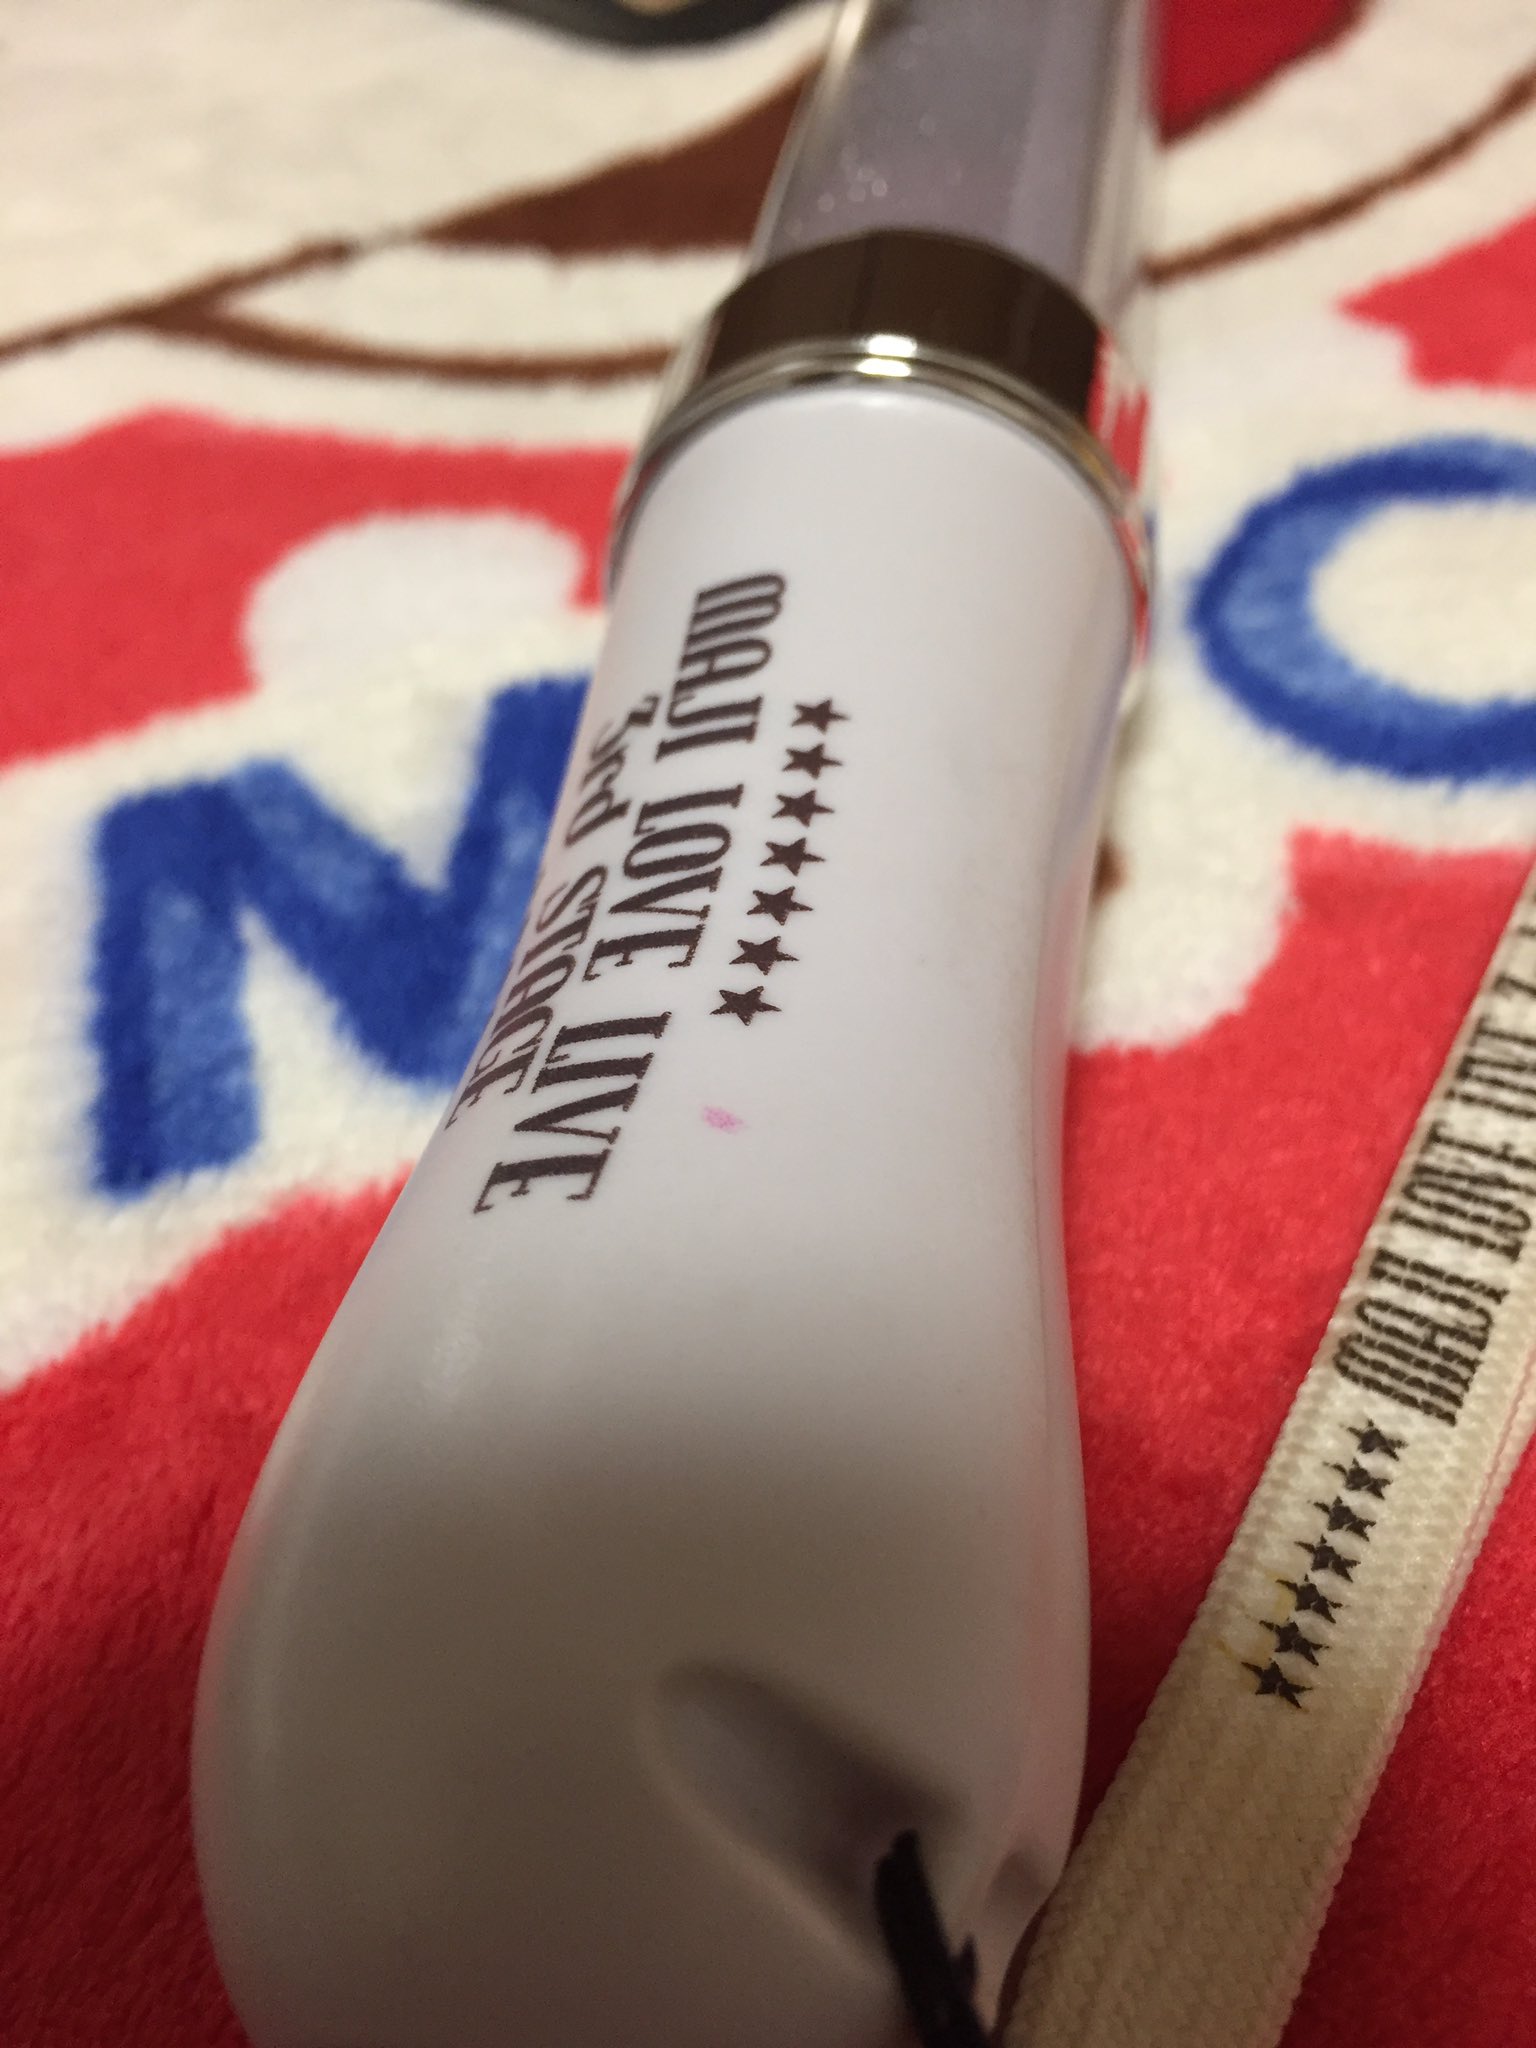 ★★★★★★★
MAJI LOVE LIVE
3rd STAGE
N
O
★★★★★★★ MAJI LOVE LIVE